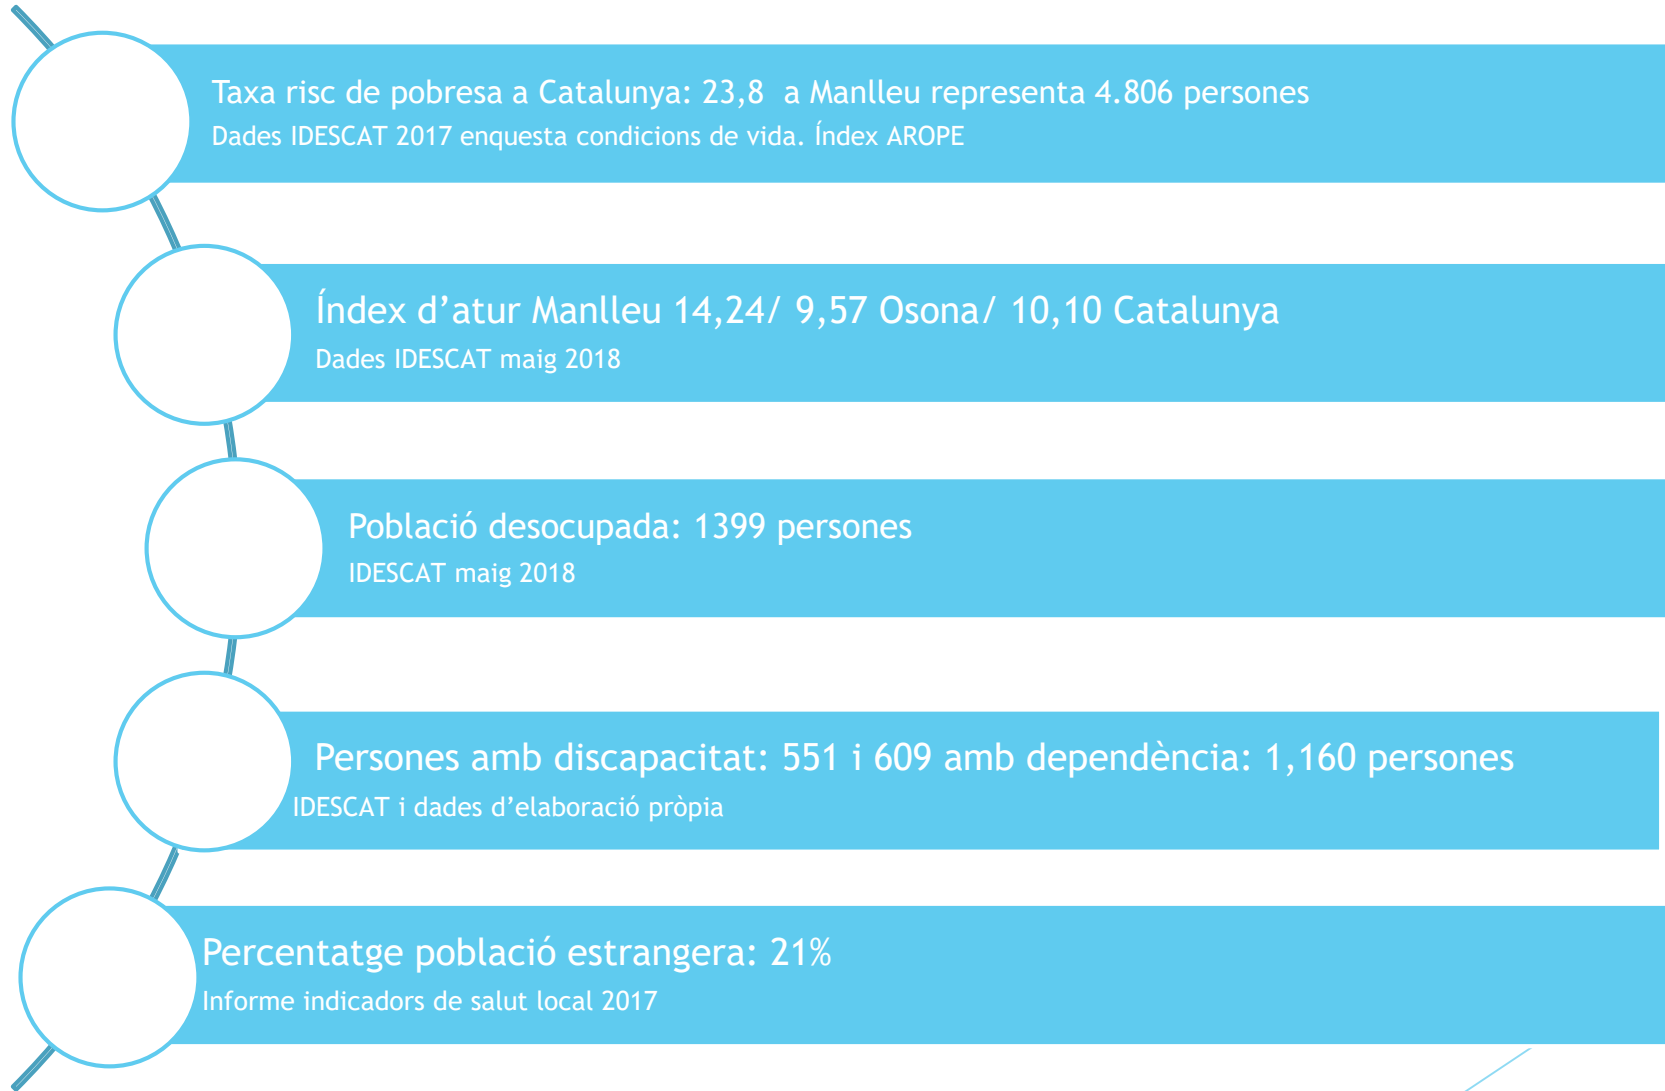 Taxa risc de pobresa a Catalunya: 23,8  a Manlleu representa 4.806 persones
Dades IDESCAT 2017 enquesta condicions de vida. Índex AROPE
Índex d’atur Manlleu 14,24/ 9,57 Osona/ 10,10 Catalunya
Dades IDESCAT maig 2018
Població desocupada: 1399 persones
IDESCAT maig 2018
Persones amb discapacitat: 551 i 609 amb dependència: 1,160 persones
IDESCAT i dades d’elaboració pròpia
Percentatge població estrangera: 21%
Informe indicadors de salut local 2017